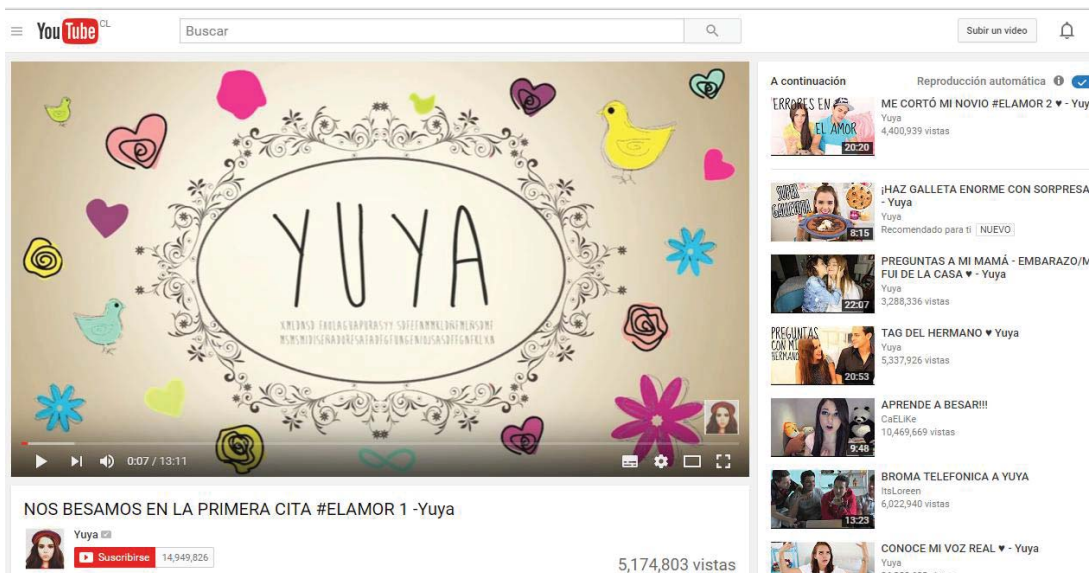 YouTube CL
Buscar
Subir un video
YUYA
0:07 / 13:11
NOS BESAMOS EN LA PRIMERA CITA #ELAMOR 1 -Yuya
Yuya
Suscribirse 14,949,826
5,174,803 vistas
A continuación
Reproducción automática
ERRORES EN
EL AMOR
20:20
ME CORTÓ MI NOVIO #ELAMOR 2 ♥ - Yuy
Yuya
4,400,939 vistas
SUPER
8:15
¡HAZ GALLETA ENORME CON SORPRESA
- Yuya
Yuya
Recomendado para ti NUEVO
22:07
PREGUNTAS A MI MAMÁ - EMBARAZO/M
FUI DE LA CASA ♥ - Yuya
Yuya
3,288,336 vistas
PREGUNTAS
CON MI
HERMANO
20:53
TAG DEL HERMANO ♥ Yuya
Yuya
5,337,926 vistas
9:48
APRENDE A BESAR!!!
CaELiKe
10,469,669 vistas
13:23
BROMA TELEFONICA A YUYA
ItsLoreen
6,022,940 vistas
CONOCE MI VOZ REAL ♥ - Yuya
Yuya